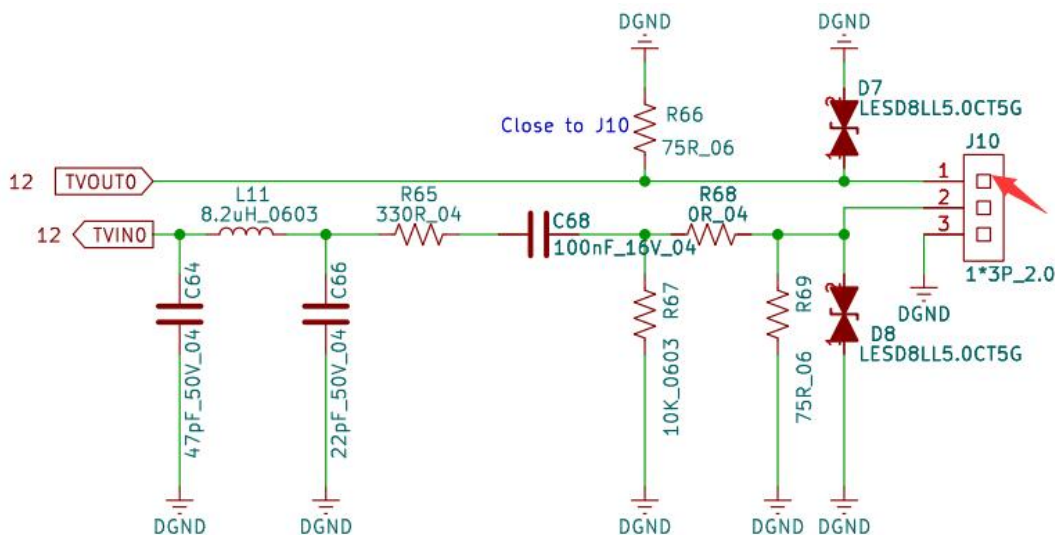 DGND
DGND
D7
LESD8LL5.0CT5G
Close to J10
R66
75R_06
J10
12
TVOUT0
1
L11
8.2uH_0603
R65
330R_04
R68
0R_04
2
12
TVIN0
C68
100nF_16V_04
3
1*3P_2.0
C64
47pF_50V_04
C66
22pF_50V_04
R67
10K_0603
R69
75R_06
DGND
D8
LESD8LL5.0CT5G
DGND
DGND
DGND
DGND
DGND